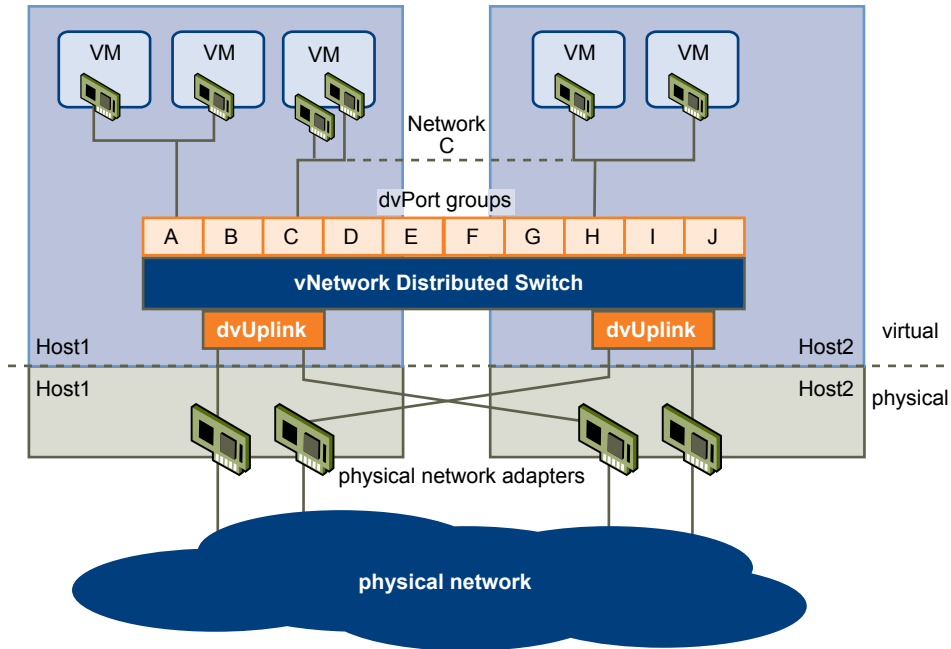 VM
VM
VM
VM
VM
Network
C
dvPort groups
A B C D E F G H I J
vNetwork Distributed Switch
dvUplink
dvUplink
Host1
Host2
virtual
Host1
Host2
physical
physical network adapters
physical network